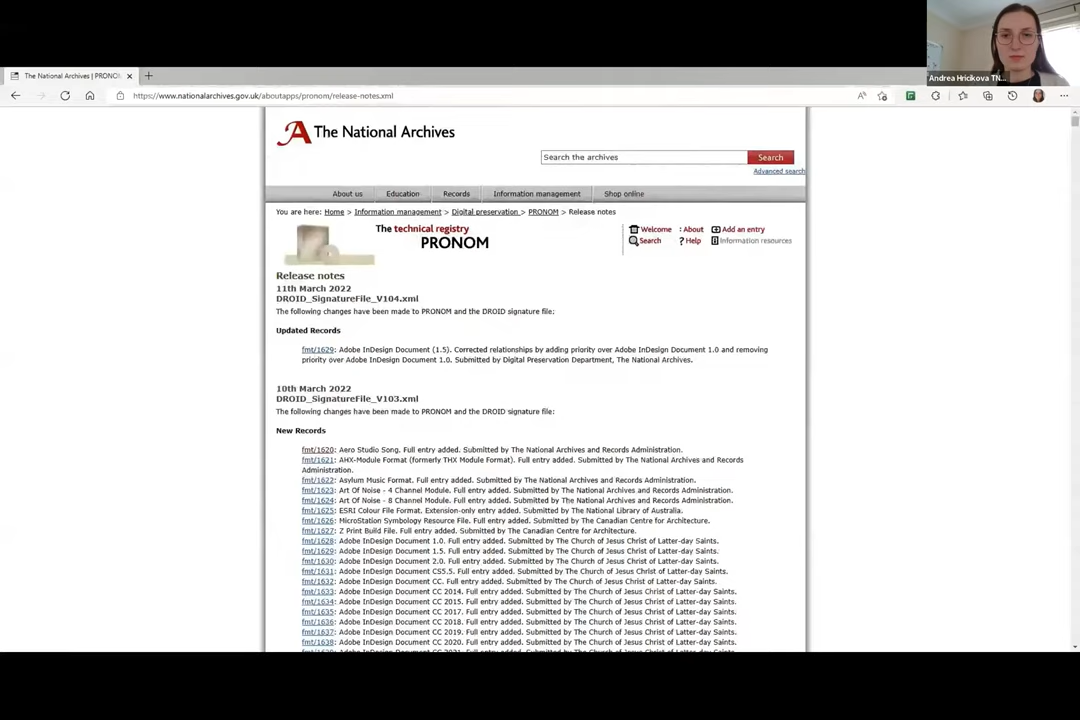 Andrea Hricikova TN...
The National Archives | PRONOM
https://www.nationalarchives.gov.uk/aboutapps/pronom/release-notes.xml
The National Archives
Search the archives
Search
Advanced search
About us Education Records Information management Shop online
You are here: Home > Information management > Digital preservation > PRONOM > Release notes
The technical registry
PRONOM
Welcome : About Add an entry
Search ? Help Information resources
Release notes
11th March 2022
DROID_SignatureFile_V104.xml
The following changes have been made to PRONOM and the DROID signature file:
Updated Records
fmt/1629: Adobe InDesign Document (1.5). Corrected relationships by adding priority over Adobe InDesign Document 1.0 and removing
priority over Adobe InDesign Document 1.0. Submitted by Digital Preservation Department, The National Archives.
10th March 2022
DROID_SignatureFile_V103.xml
The following changes have been made to PRONOM and the DROID signature file:
New Records
fmt/1620: Aero Studio Song. Full entry added. Submitted by The National Archives and Records Administration.
fmt/1621: AHX-Module Format (formerly THX Module Format). Full entry added. Submitted by The National Archives and Records
Administration.
fmt/1622: Asylum Music Format. Full entry added. Submitted by The National Archives and Records Administration.
fmt/1623: Art Of Noise - 4 Channel Module. Full entry added. Submitted by The National Archives and Records Administration.
fmt/1624: Art Of Noise - 8 Channel Module. Full entry added. Submitted by The National Archives and Records Administration.
fmt/1625: ESRI Colour File Format. Extension-only entry added. Submitted by The National Library of Australia.
fmt/1626: MicroStation Symbology Resource File. Full entry added. Submitted by The Canadian Centre for Architecture.
fmt/1627: Z Print Build File. Full entry added. Submitted by The Canadian Centre for Architecture.
fmt/1628: Adobe InDesign Document 1.0. Full entry added. Submitted by The Church of Jesus Christ of Latter-day Saints.
fmt/1629: Adobe InDesign Document 1.5. Full entry added. Submitted by The Church of Jesus Christ of Latter-day Saints.
fmt/1630: Adobe InDesign Document 2.0. Full entry added. Submitted by The Church of Jesus Christ of Latter-day Saints.
fmt/1631: Adobe InDesign Document CS5.5. Full entry added. Submitted by The Church of Jesus Christ of Latter-day Saints.
fmt/1632: Adobe InDesign Document CC. Full entry added. Submitted by The Church of Jesus Christ of Latter-day Saints.
fmt/1633: Adobe InDesign Document CC 2014. Full entry added. Submitted by The Church of Jesus Christ of Latter-day Saints.
fmt/1634: Adobe InDesign Document CC 2015. Full entry added. Submitted by The Church of Jesus Christ of Latter-day Saints.
fmt/1635: Adobe InDesign Document CC 2017. Full entry added. Submitted by The Church of Jesus Christ of Latter-day Saints.
fmt/1636: Adobe InDesign Document CC 2018. Full entry added. Submitted by The Church of Jesus Christ of Latter-day Saints.
fmt/1637: Adobe InDesign Document CC 2019. Full entry added. Submitted by The Church of Jesus Christ of Latter-day Saints.
fmt/1638: Adobe InDesign Document CC 2020. Full entry added. Submitted by The Church of Jesus Christ of Latter-day Saints.